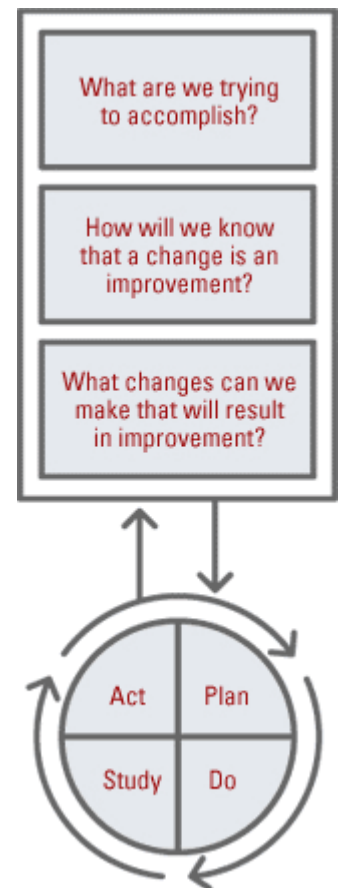 What are we trying
to accomplish?
How will we know
that a change is an
improvement?
What changes can we
make that will result
in improvement?
Act Plan
Study Do